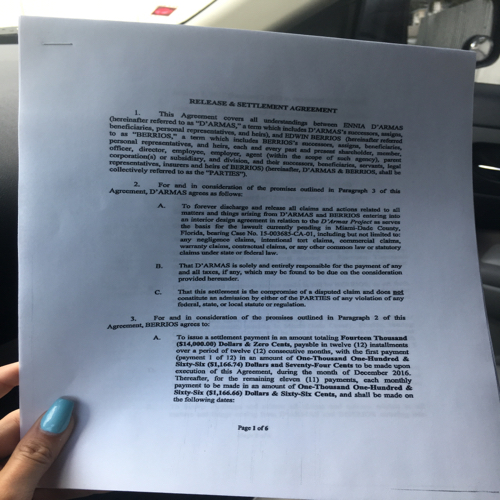 RELEASE & SETTLEMENT AGREEMENT
1. This Agreement covers all understandings between ENNIA D'ARMAS
(hereinafter referred to as "D'ARMAS," a term which includes D'ARMAS's successors, assigns,
beneficiaries, personal representatives, and heirs), and EDWIN BERRIOS (hereinafter referred
to as "BERRIOS," a term which includes BERRIOS's successors, assigns, beneficiaries,
personal representatives, and heirs, each and every past and present shareholder, member,
officer, director, employee, employer, agent (within the scope of such agency), parent
corporation(s) or subsidiary, and division, and their successors, beneficiaries, servants, legal
representatives, insurers and heirs of BERRIOS) (hereinafter, D'ARMAS & BERRIOS, shall be
collectively referred to as the "PARTIES").
2. For and in consideration of the promises outlined in Paragraph 3 of this
Agreement, D'ARMAS agrees as follows:
A. To forever discharge and release all claims and actions related to all
matters and things arising from D'ARMAS and BERRIOS entering into
an interior design agreement in relation to the D'Armas Project as serves
the basis for the lawsuit currently pending in Miami-Dade County,
Florida, bearing Case No. 15-003685-CA-01, including but not limited to:
any negligence claims, intentional tort claims, commercial claims,
warranty claims, contractual claims, or any other common law or statutory
claims under state or federal law.
B. That D'ARMAS is solely and entirely responsible for the payment of any
and all taxes, if any, which may be found to be due on the consideration
provided hereunder.
C. That this settlement is the compromise of a disputed claim and does not
constitute an admission by either of the PARTIES of any violation of any
federal, state, or local statute or regulation.
3. For and in consideration of the promises outlined in Paragraph 2 of this
Agreement, BERRIOS agrees to:
A. To issue a settlement payment in an amount totaling Fourteen Thousand
($14,000.00) Dollars & Zero Cents, payable in twelve (12) installments
over a period of twelve (12) consecutive months, with the first payment
(payment 1 of 12) in an amount of One-Thousand One-Hundred &
Sixty-Six ($1,166.74) Dollars and Seventy-Four Cents to be made upon
execution of this Agreement, during the month of December 2016.
Thereafter, for the remaining eleven (11) payments, each monthly
payment to be made in an amount of One-Thousand One-Hundred &
Sixty-Six ($1,166.66) Dollars & Sixty-Six Cents, and shall be made on
the following dates:
Page 1 of 6